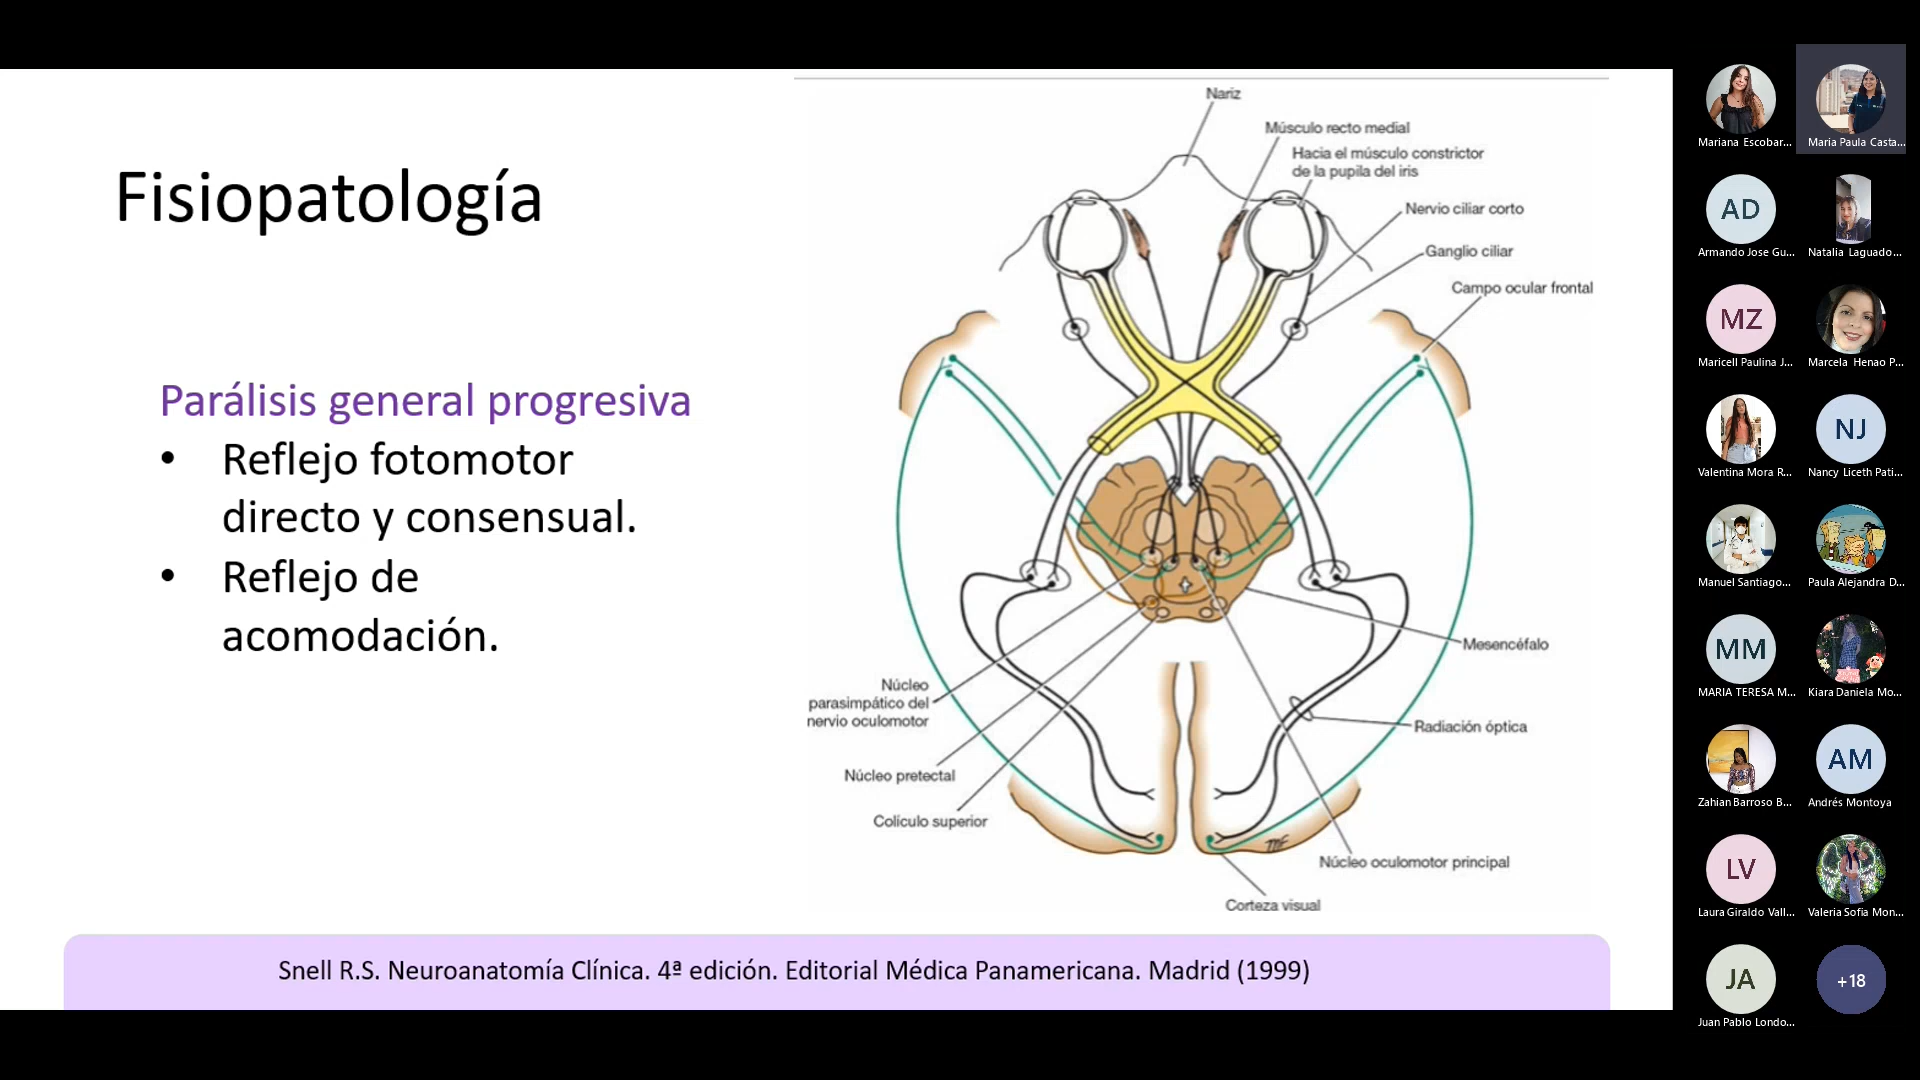 Fisiopatología
Parálisis general progresiva
• Reflejo fotomotor
directo y consensual.
• Reflejo de
acomodación.
Nariz
Músculo recto medial
Hacia el músculo constrictor
de la pupila del iris
Nervio ciliar corto
Ganglio ciliar
Campo ocular frontal
Mesencéfalo
Radiación óptica
Núcleo oculomotor principal
Corteza visual
Núcleo
parasimpático del
nervio oculomotor
Núcleo pretectal
Colículo superior
Snell R.S. Neuroanatomía Clínica. 4ª edición. Editorial Médica Panamericana. Madrid (1999)
Mariana Escobar...
Maria Paula Casta...
AD
Armando Jose Gu...
Natalia Laguado...
MZ
Maricell Paulina J...
Marcela Henao P...
Valentina Mora R...
NJ
Nancy Liceth Pati...
Manuel Santiago...
Paula Alejandra D...
MM
MARIA TERESA M...
Kiara Daniela Mo...
Zahian Barroso B...
AM
Andrés Montoya
LV
Laura Giraldo Vall...
Valeria Sofia Mon...
JA
Juan Pablo Londo...
+18